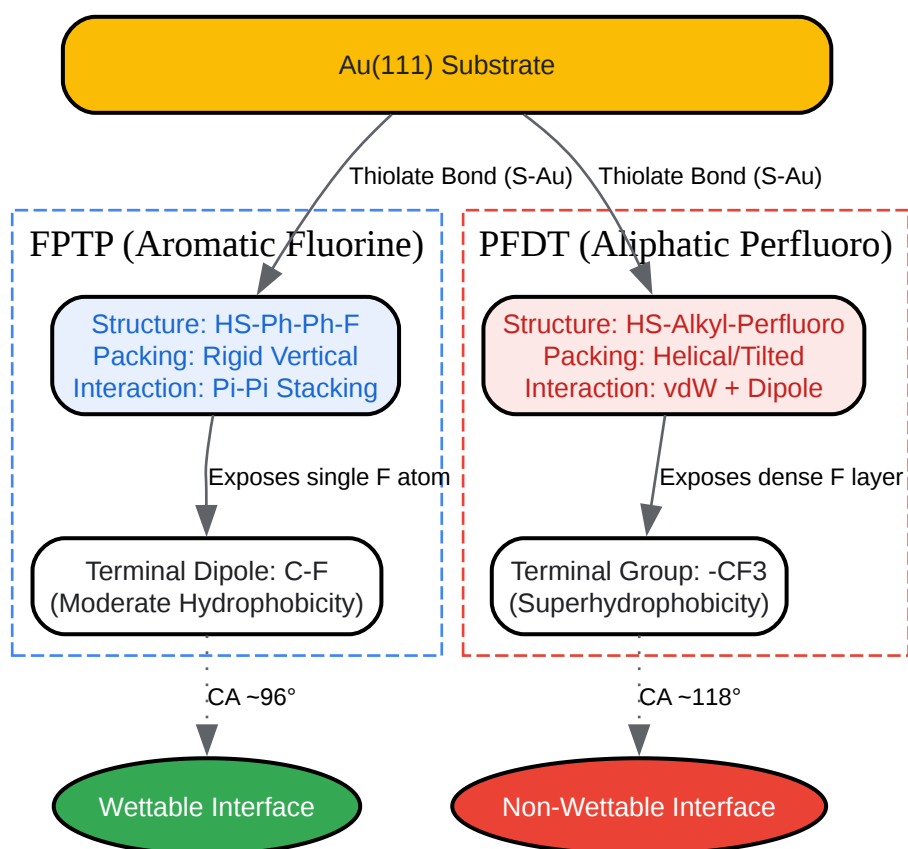 Au(111) Substrate
Thiolate Bond (S-Au)
Thiolate Bond (S-Au)
FPTP (Aromatic Fluorine)
Structure: HS-Ph-Ph-F
Packing: Rigid Vertical
Interaction: Pi-Pi Stacking
Exposes single F atom
Terminal Dipole: C-F
(Moderate Hydrophobicity)
CA ~96°
Wettable Interface
PFDT (Aliphatic Perfluoro)
Structure: HS-Alkyl-Perfluoro
Packing: Helical/Tilted
Interaction: vdW + Dipole
Exposes dense F layer
Terminal Group: -CF3
(Superhydrophobicity)
CA ~118°
Non-Wettable Interface